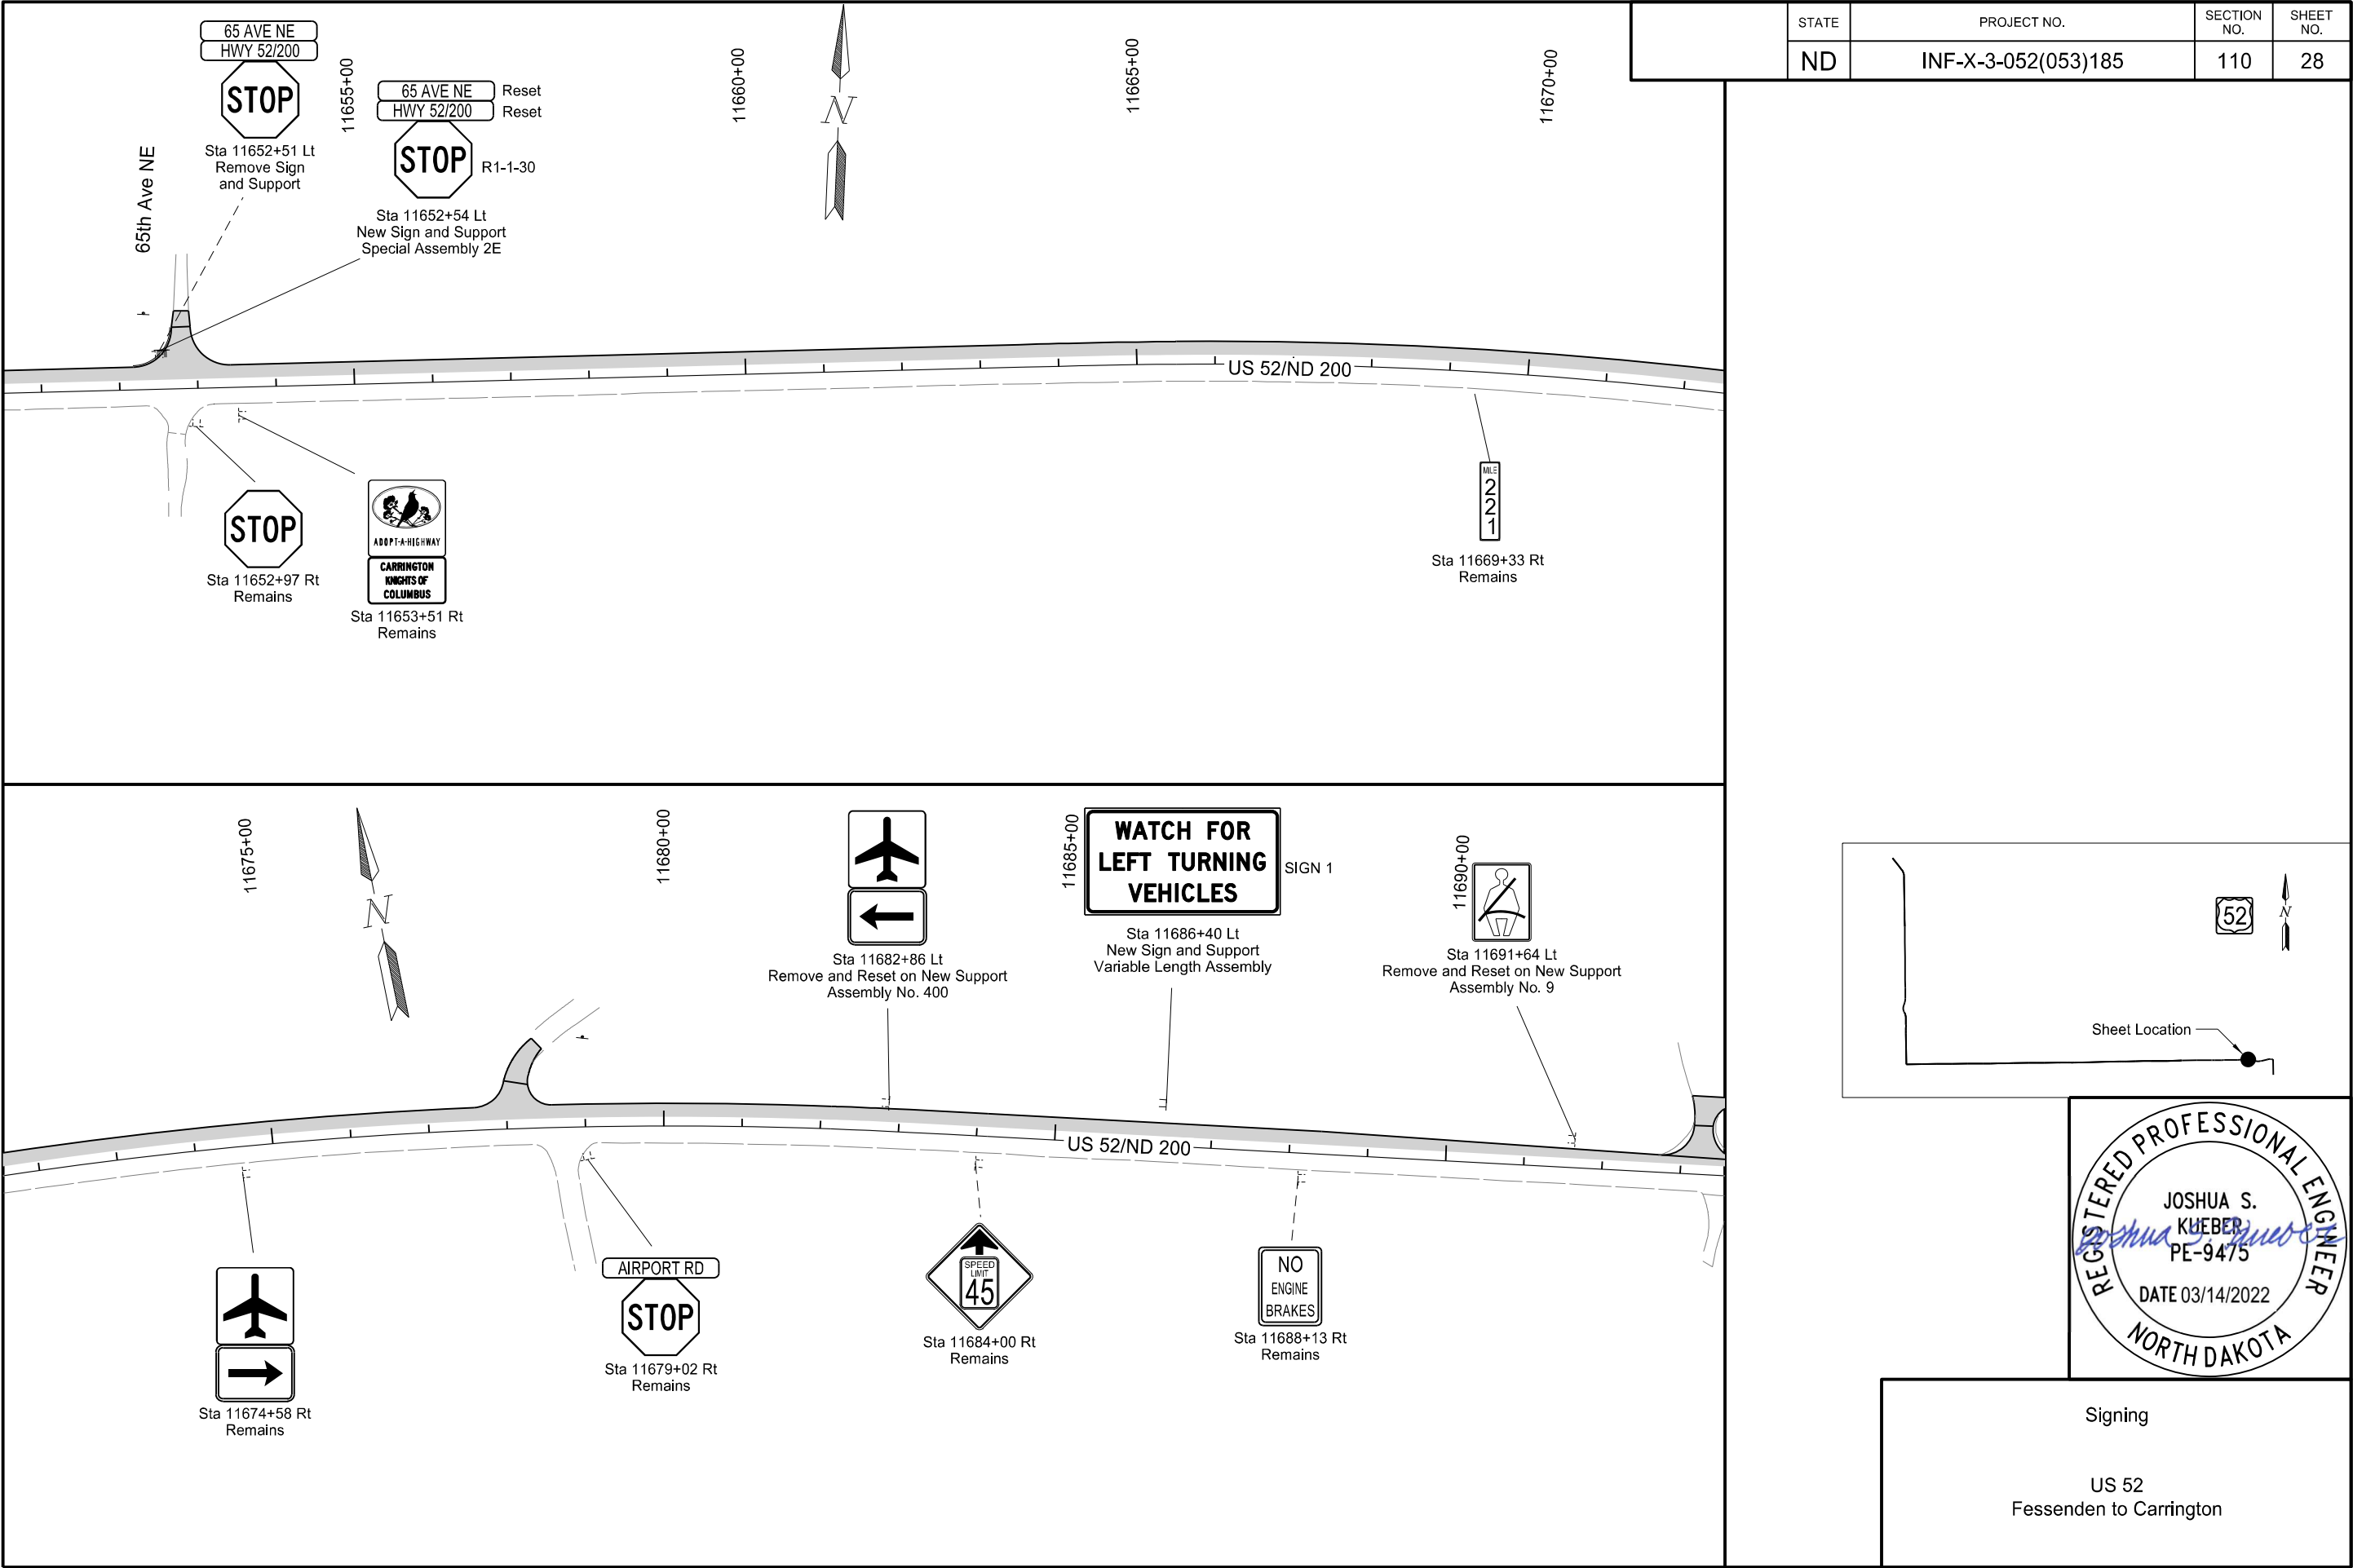 STATE
PROJECT NO.
SECTION NO.
SHEET NO.
ND
INF-X-3-052(053)185
110
28
65 AVE NE
HWY 52/200
STOP
Sta 11652+51 Lt
Remove Sign
and Support
11655+00
65 AVE NE Reset
HWY 52/200 Reset
STOP
R1-1-30
Sta 11652+54 Lt
New Sign and Support
Special Assembly 2E
65th Ave NE
11660+00
N
11665+00
11670+00
US 52/ND 200
STOP
Sta 11652+97 Rt
Remains
ADOPT-A-HIGHWAY
CARRINGTON
KNIGHTS OF
COLUMBUS
Sta 11653+51 Rt
Remains
MILE
2
2
1
Sta 11669+33 Rt
Remains
11675+00
N
11680+00
Sta 11682+86 Lt
Remove and Reset on New Support
Assembly No. 400
11685+00
WATCH FOR
LEFT TURNING
VEHICLES
SIGN 1
Sta 11686+40 Lt
New Sign and Support
Variable Length Assembly
11690+00
Sta 11691+64 Lt
Remove and Reset on New Support
Assembly No. 9
US 52/ND 200
Sta 11674+58 Rt
Remains
AIRPORT RD
STOP
Sta 11679+02 Rt
Remains
SPEED
LIMIT
45
Sta 11684+00 Rt
Remains
NO
ENGINE
BRAKES
Sta 11688+13 Rt
Remains
52
N
Sheet Location
REGISTERED PROFESSIONAL ENGINEER
JOSHUA S.
KUEBER
PE-9475
DATE 03/14/2022
NORTH DAKOTA
Joshua S. Kueber
Signing
US 52
Fessenden to Carrington